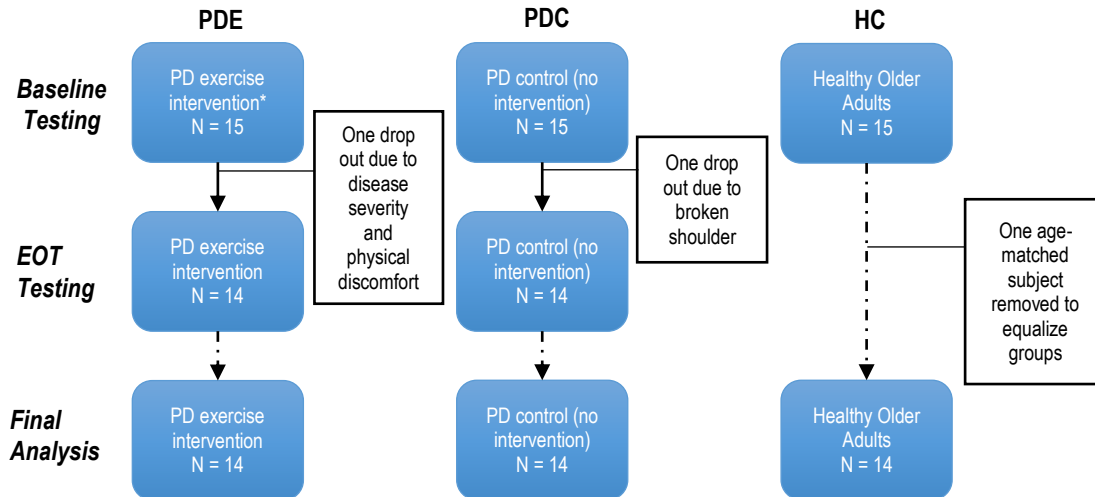 PDE
PDC
HC
Baseline
Testing
PD exercise
intervention*
N = 15
One drop
out due to
disease
severity
and
physical
discomfort
PD control (no
intervention)
N = 15
One drop
out due to
broken
shoulder
Healthy Older
Adults
N = 15
EOT
Testing
PD exercise
intervention
N = 14
PD control (no
intervention)
N = 14
One age-
matched
subject
removed to
equalize
groups
Final
Analysis
PD exercise
intervention
N = 14
PD control (no
intervention)
N = 14
Healthy Older
Adults
N = 14